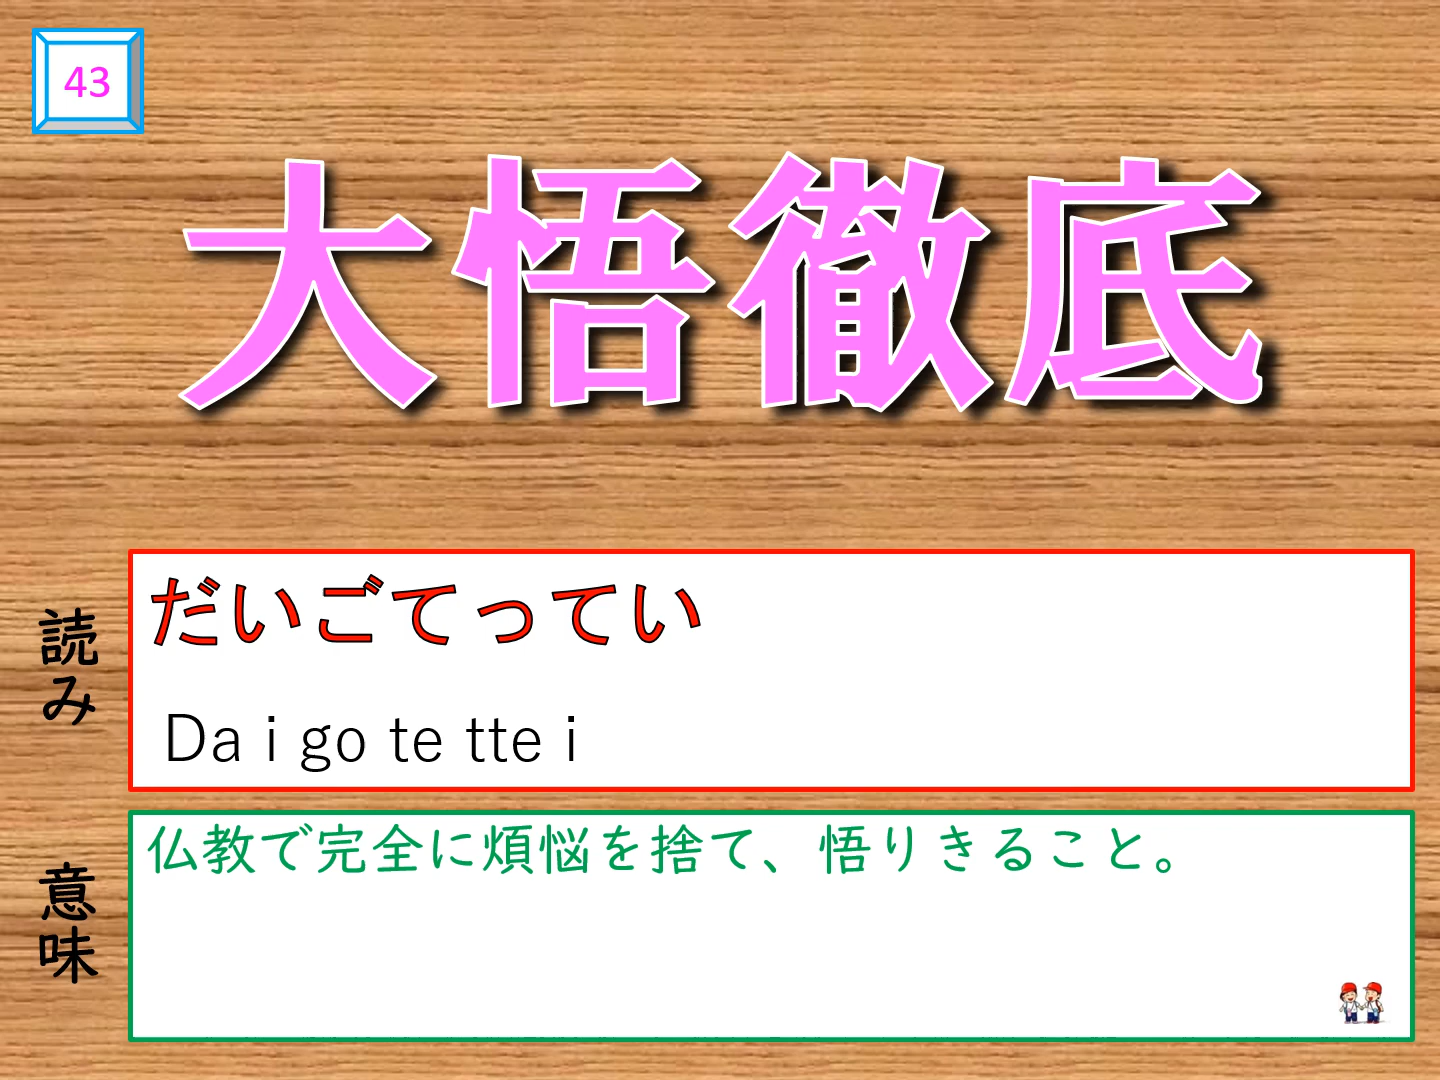 43
大悟徹底
読み
だいごてってい
Da i go te tte i
意味
仏教で完全に煩悩を捨て、悟りきること。